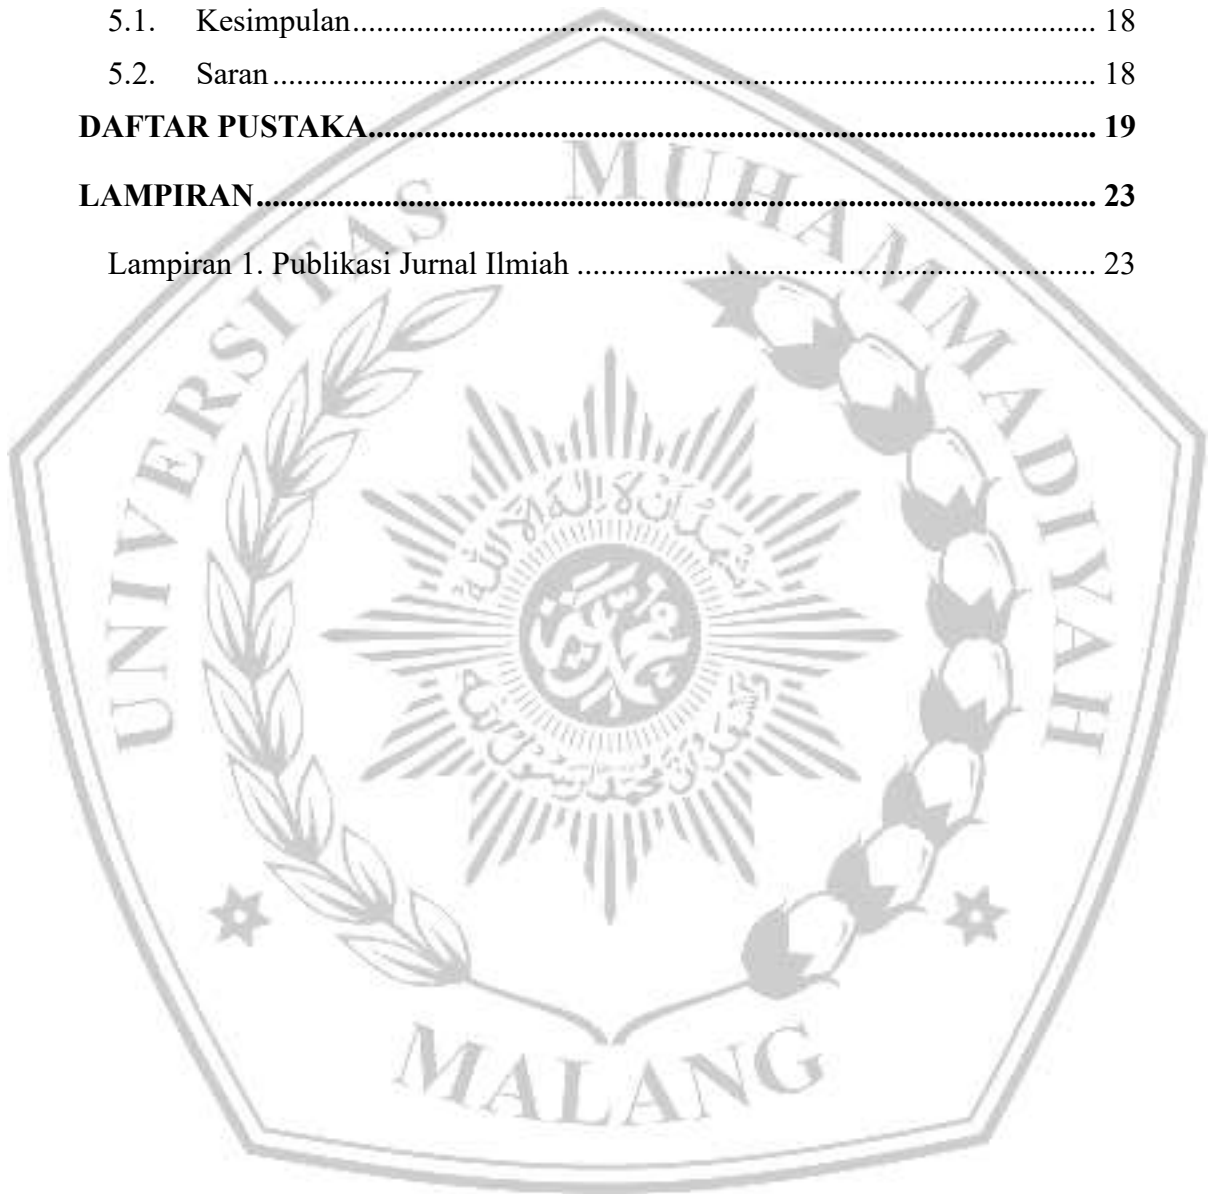 5.1. Kesimpulan........................................................................................... 18
5.2. Saran..................................................................................................... 18
DAFTAR PUSTAKA.......................................................................................... 19
LAMPIRAN........................................................................................................ 23
Lampiran 1. Publikasi Jurnal Ilmiah ................................................................ 23
UNIVERSITAS MUHAMMADIYAH
MALANG